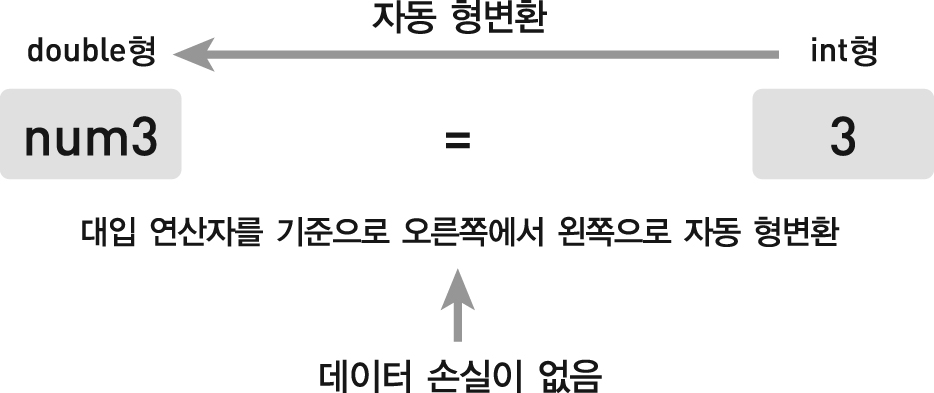 자동 형변환
double형 int형
num3 = 3
대입 연산자를 기준으로 오른쪽에서 왼쪽으로 자동 형변환
데이터 손실이 없음